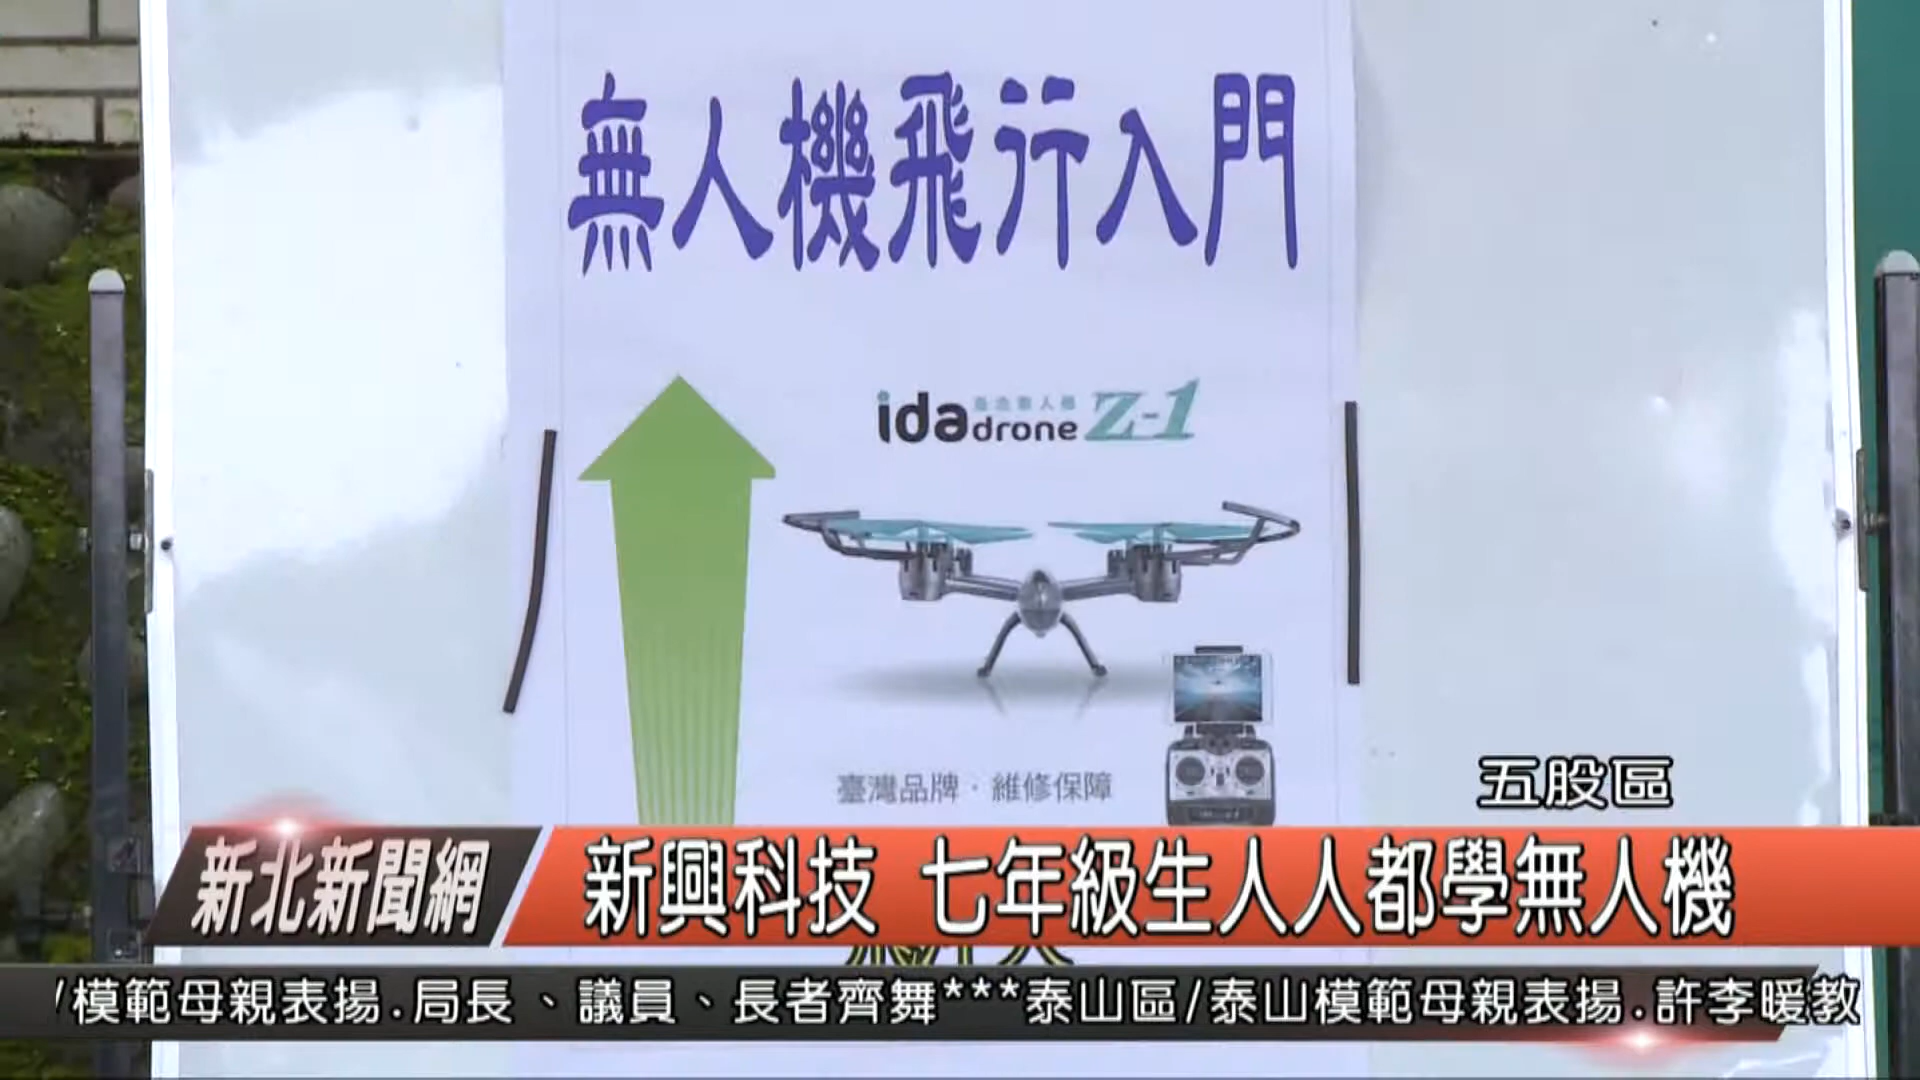 無人機飛行入門
ida drone Z-1
臺灣品牌·維修保障
五股區
新北新聞網
新興科技 七年級生人人都學無人機
/模範母親表揚.局長、議員、長者齊舞***泰山區/泰山模範母親表揚.許李暖教